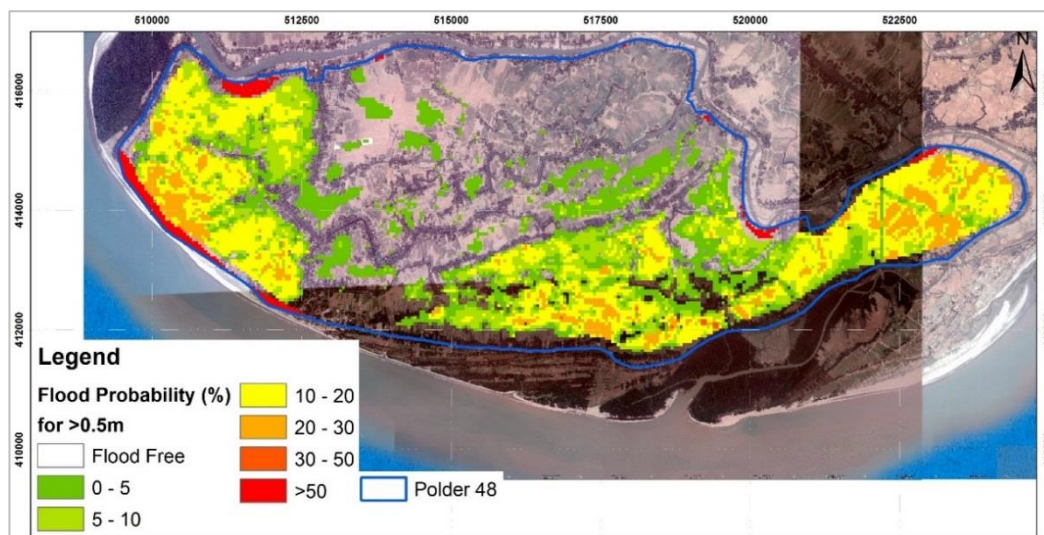 510000 512500 515000 517500 520000 522500
N
416000
414000
412000
410000
Legend
Flood Probability (%)
for >0.5m
Flood Free
0 - 5
5 - 10
10 - 20
20 - 30
30 - 50
>50
Polder 48